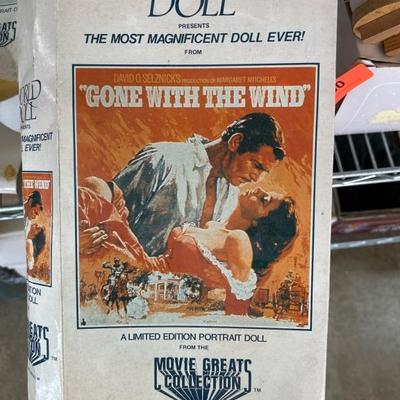 DOLL
PRESENTS
THE MOST MAGNIFICENT DOLL EVER!
FROM
DAVID O. SELZNICK'S PRODUCTION OF MARGARET MITCHELL'S
"GONE WITH THE WIND"
A LIMITED EDITION PORTRAIT DOLL
FROM THE
MOVIE GREATS
COLLECTION TM